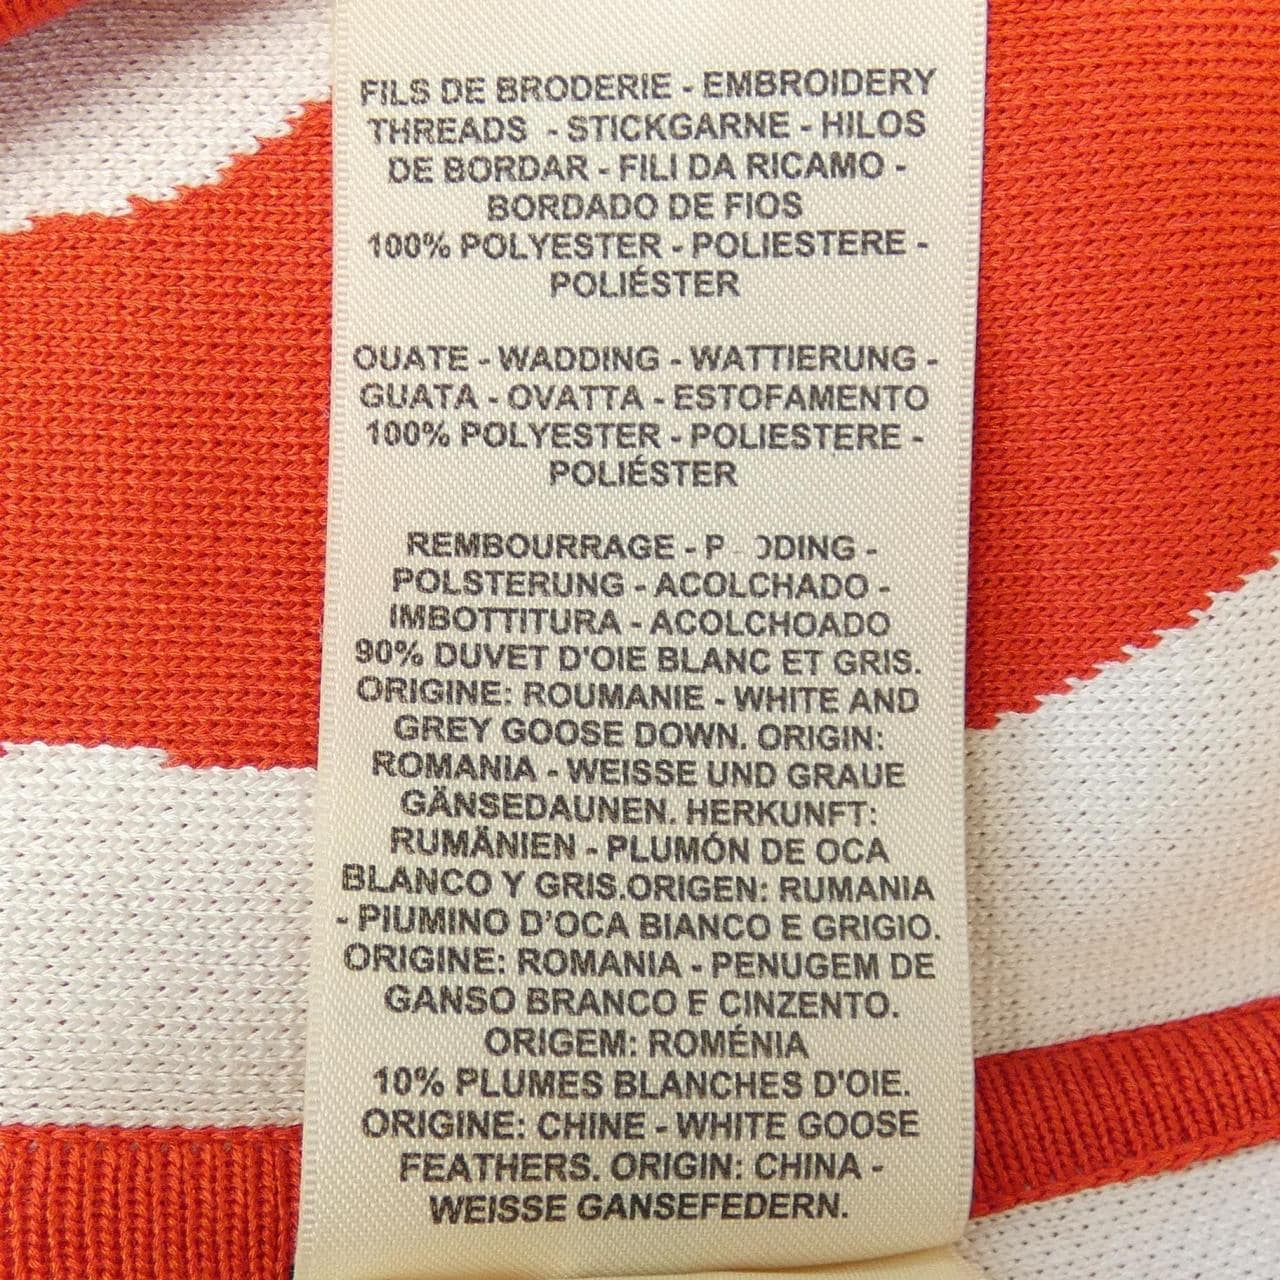 FILS DE BRODERIE - EMBROIDERY
THREADS - STICKGARNE - HILOS
DE BORDAR - FILI DA RICAMO -
BORDADO DE FIOS
100% POLYESTER - POLIESTERE -
POLIÉSTER
OUATE - WADDING - WATTIERUNG -
GUATA - OVATTA - ESTOFAMENTO
100% POLYESTER - POLIESTERE -
POLIÉSTER
REMBOURRAGE -
POLSTERUNG - ACOLCHADO -
IMBOTTITURA - ACOLCHOADO
90% DUVET D'OIE BLANC ET GRIS.
ORIGINE: ROUMANIE - WHITE AND
GREY GOOSE DOWN. ORIGIN:
ROMANIA - WEISSE UND GRAUE
GÄNSEDAUNEN. HERKUNFT:
RUMÄNIEN - PLUMÓN DE OCA
BLANCO Y GRIS.ORIGEN: RUMANIA
- PIUMINO D'OCA BIANCO E GRIGIO.
ORIGINE: ROMANIA - PENUGEM DE
GANSO BRANCO E CINZENTO.
ORIGEM: ROMÉNIA
10% PLUMES BLANCHES D'OIE.
ORIGINE: CHINE - WHITE GOOSE
FEATHERS. ORIGIN: CHINA -
WEISSE GANSEFEDERN.